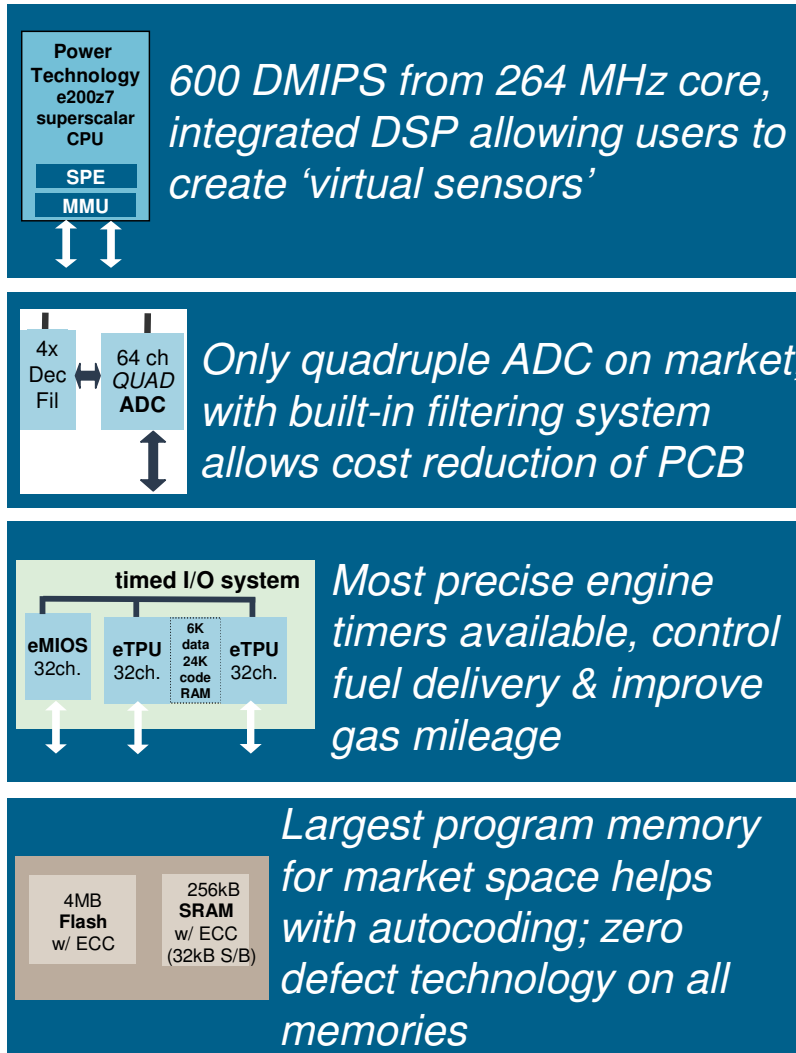 Power
Technology
e200z7
superscalar
CPU
SPE
MMU
600 DMIPS from 264 MHz core,
integrated DSP allowing users to
create ‘virtual sensors’
4x
Dec
Fil
64 ch
QUAD
ADC
Only quadruple ADC on market,
with built-in filtering system
allows cost reduction of PCB
timed I/O system
eMIOS
32ch.
eTPU
32ch.
6K
data
24K
code
RAM
eTPU
32ch.
Most precise engine
timers available, control
fuel delivery & improve
gas mileage
4MB
Flash
w/ ECC
256kB
SRAM
w/ ECC
(32kB S/B)
Largest program memory
for market space helps
with autocoding; zero
defect technology on all
memories